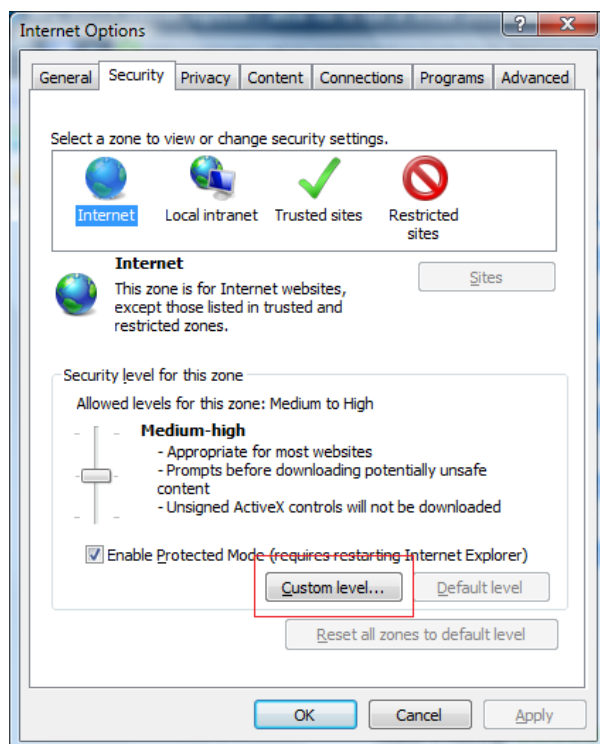 Internet Options
?
X
General Security Privacy Content Connections Programs Advanced
Select a zone to view or change security settings.
Internet Local intranet Trusted sites Restricted
sites
Internet
This zone is for Internet websites,
except those listed in trusted and
restricted zones.
Sites
Security level for this zone
Allowed levels for this zone: Medium to High
Medium-high
- Appropriate for most websites
- Prompts before downloading potentially unsafe
content
- Unsigned ActiveX controls will not be downloaded
Enable Protected Mode (requires restarting Internet Explorer)
Custom level... Default level
Reset all zones to default level
OK Cancel Apply